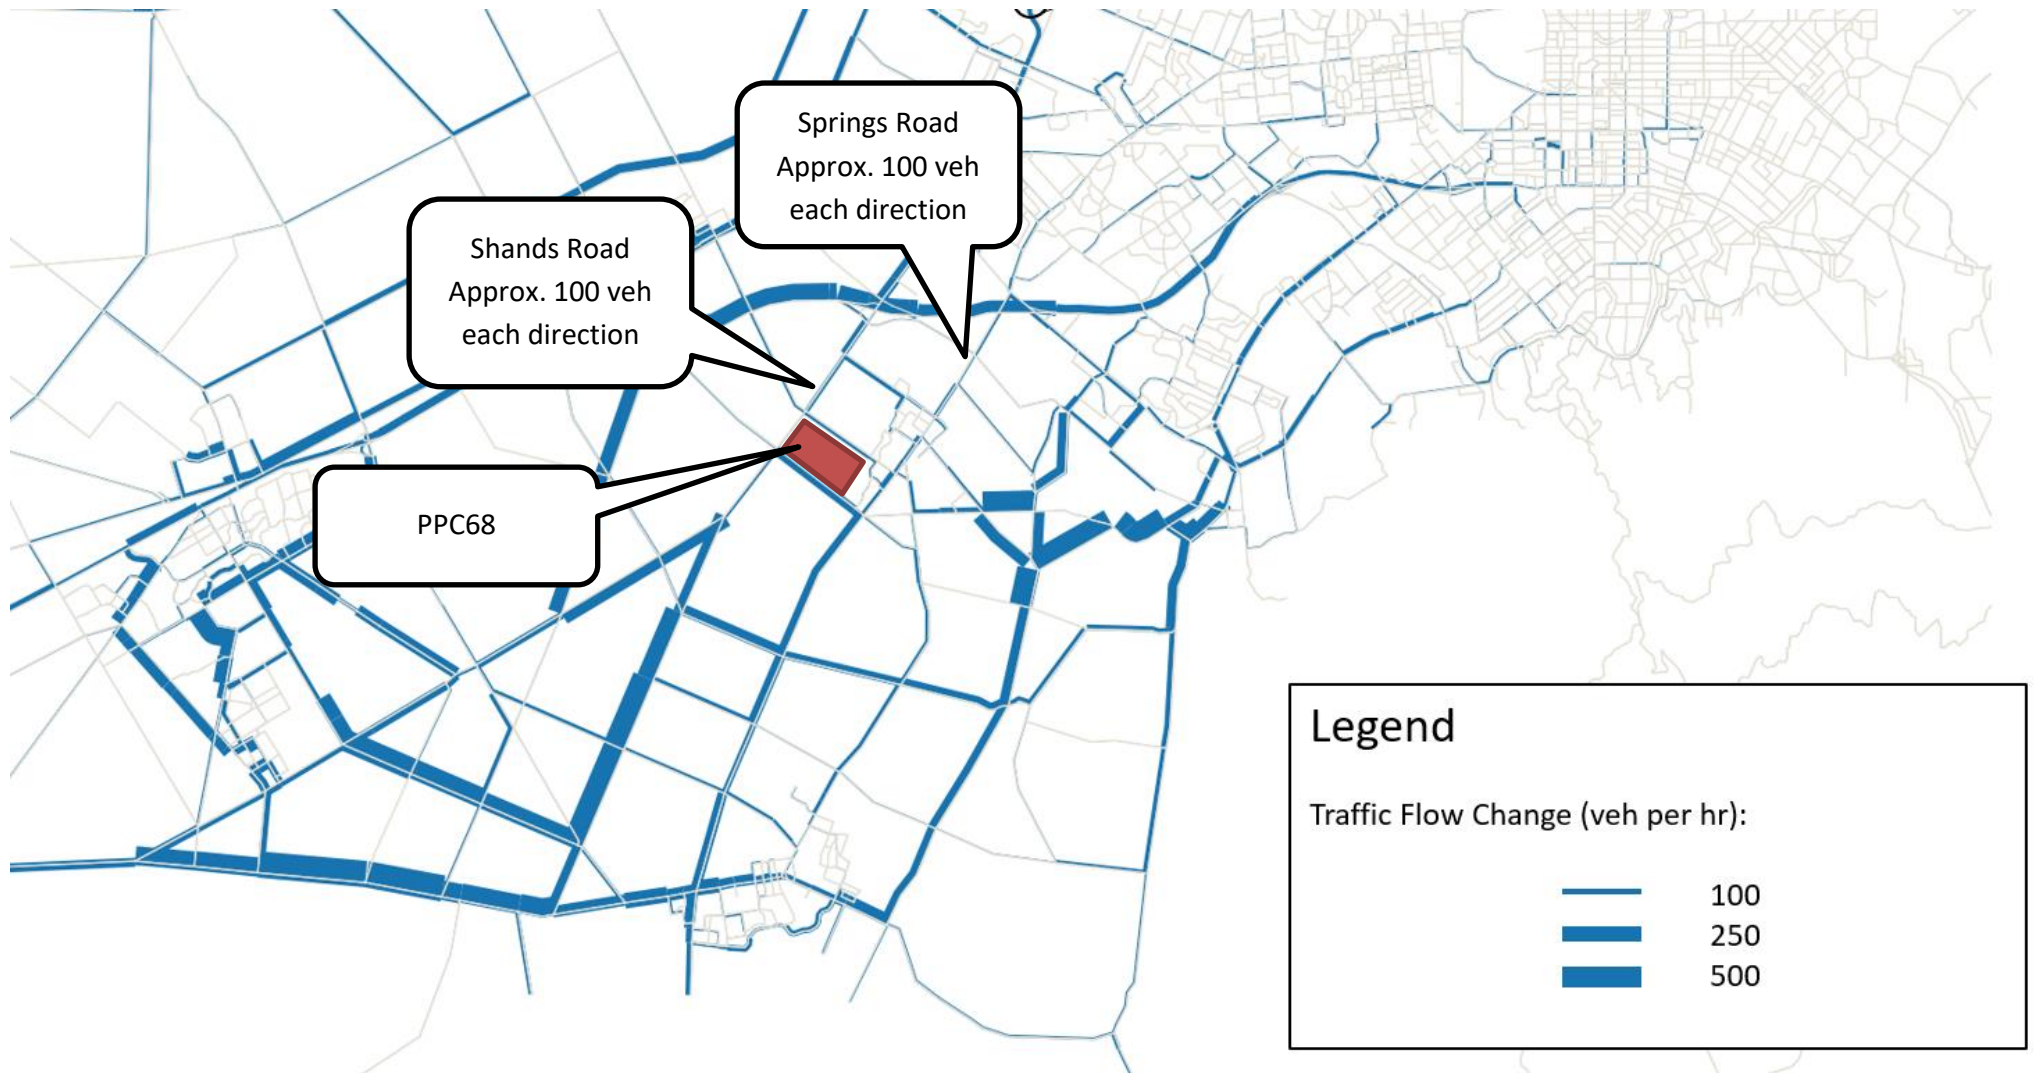 Springs Road
Approx. 100 veh
each direction
Shands Road
Approx. 100 veh
each direction
PPC68
Legend
Traffic Flow Change (veh per hr):
100
250
500